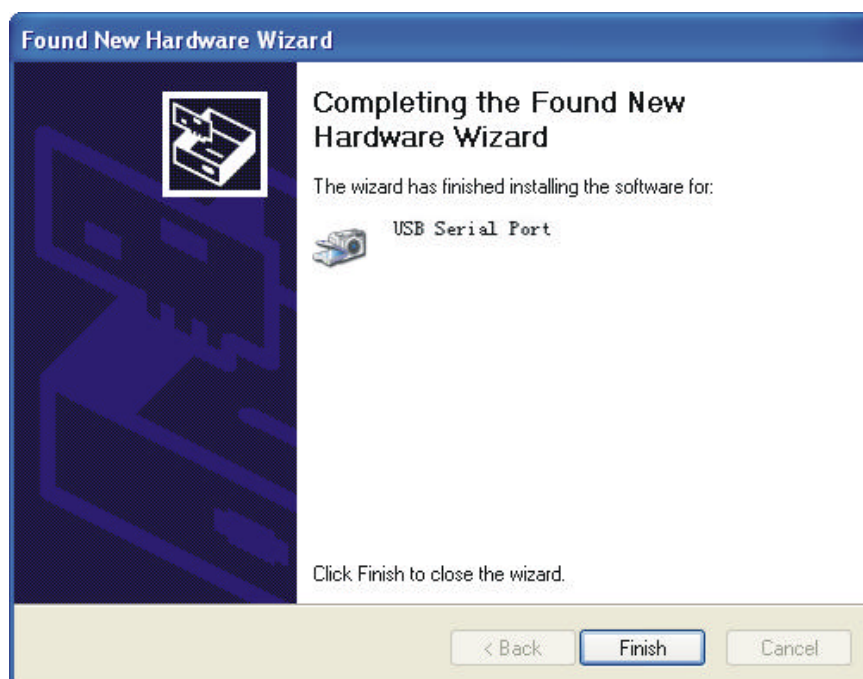 Found New Hardware Wizard
Completing the Found New
Hardware Wizard
The wizard has finished installing the software for:
USB Serial Port
Click Finish to close the wizard.
< Back
Finish
Cancel